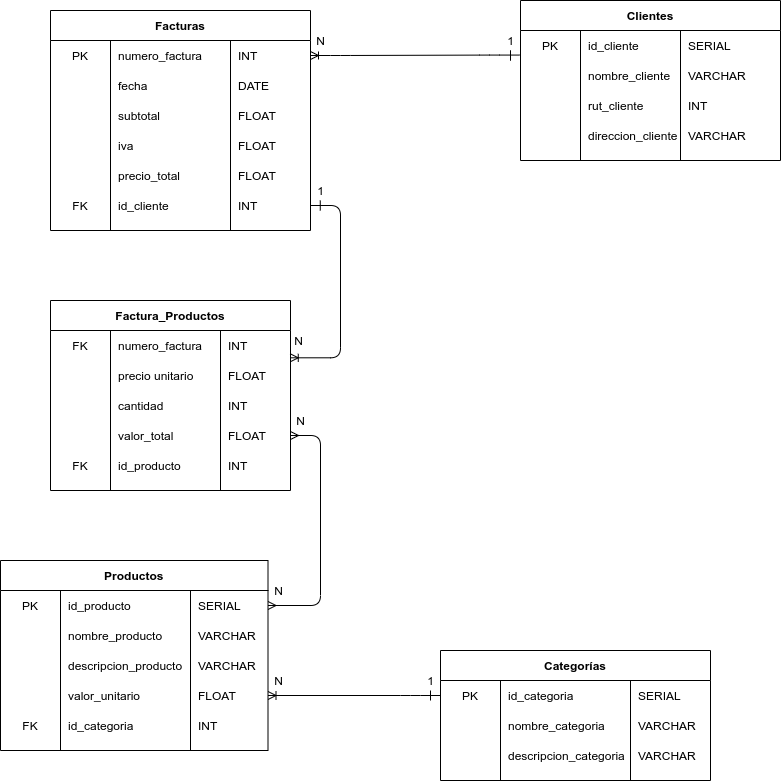 Facturas
PK numero_factura INT
fecha DATE
subtotal FLOAT
iva FLOAT
precio_total FLOAT
FK id_cliente INT
N 1
Clientes
PK id_cliente SERIAL
nombre_cliente VARCHAR
rut_cliente INT
direccion_cliente VARCHAR
1
N
Factura_Productos
FK numero_factura INT
precio unitario FLOAT
cantidad INT
valor_total FLOAT
FK id_producto INT
N
N
Productos
PK id_producto SERIAL
nombre_producto VARCHAR
descripcion_producto VARCHAR
valor_unitario FLOAT
FK id_categoria INT
N 1
Categorías
PK id_categoria SERIAL
nombre_categoria VARCHAR
descripcion_categoria VARCHAR